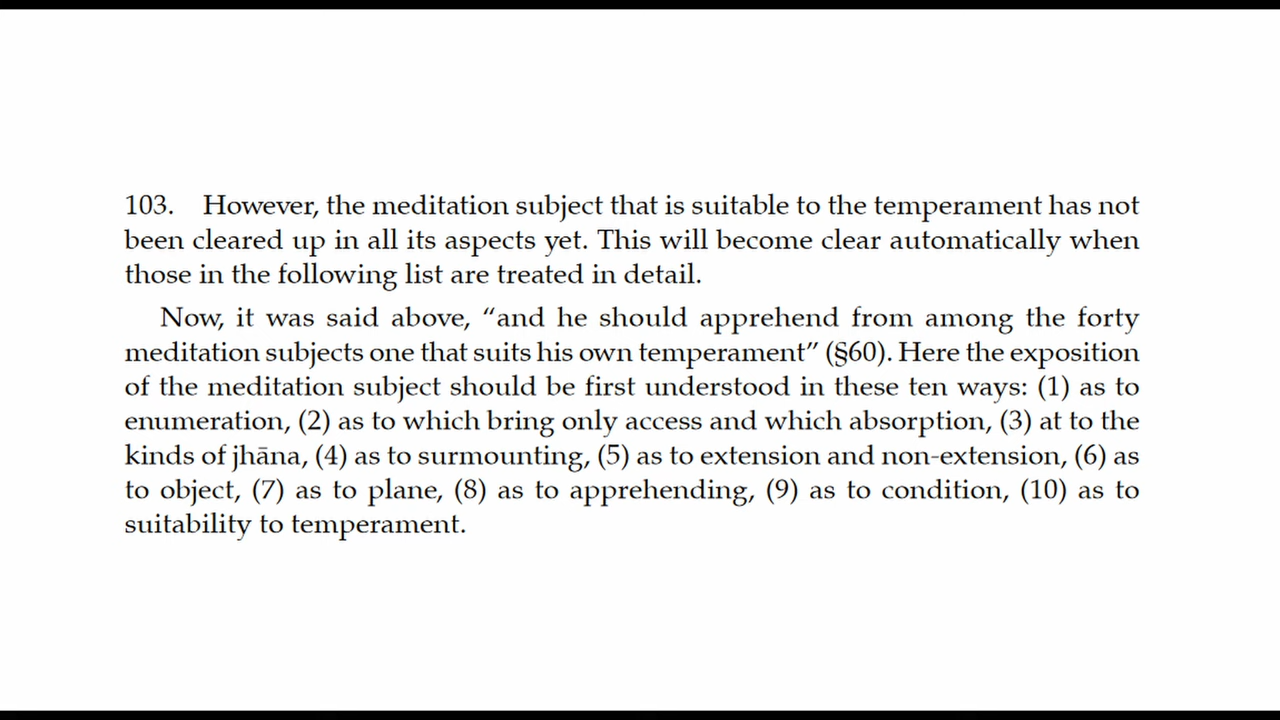 103. However, the meditation subject that is suitable to the temperament has not
been cleared up in all its aspects yet. This will become clear automatically when
those in the following list are treated in detail.
Now, it was said above, “and he should apprehend from among the forty
meditation subjects one that suits his own temperament” (§60). Here the exposition
of the meditation subject should be first understood in these ten ways: (1) as to
enumeration, (2) as to which bring only access and which absorption, (3) at to the
kinds of jhāna, (4) as to surmounting, (5) as to extension and non-extension, (6) as
to object, (7) as to plane, (8) as to apprehending, (9) as to condition, (10) as to
suitability to temperament.